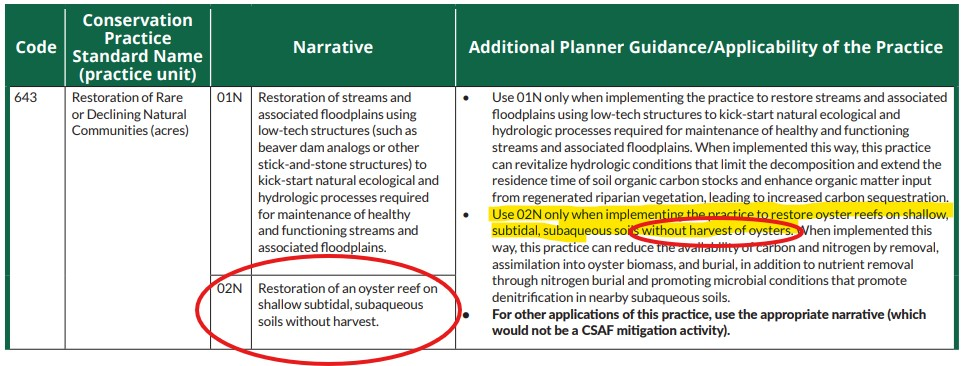 Code
Conservation
Practice
Standard Name
(practice unit)
Narrative
Additional Planner Guidance/Applicability of the Practice
643
Restoration of Rare
or Declining Natural
Communities (acres)
01N
Restoration of streams and
associated floodplains using
low-tech structures (such as
beaver dam analogs or other
stick-and-stone structures) to
kick-start natural ecological and
hydrologic processes required
for maintenance of healthy
and functioning streams and
associated floodplains.
02N
Restoration of an oyster reef on
shallow subtidal, subaqueous
soils without harvest.
• Use 01N only when implementing the practice to restore streams and associated
floodplains using low-tech structures to kick-start natural ecological and
hydrologic processes required for maintenance of healthy and functioning
streams and associated floodplains. When implemented this way, this practice
can revitalize hydrologic conditions that limit the decomposition and extend the
residence time of soil organic carbon stocks and enhance organic matter input
from regenerated riparian vegetation, leading to increased carbon sequestration.
• Use 02N only when implementing the practice to restore oyster reefs on shallow,
subtidal, subaqueous soils without harvest of oysters. When implemented this
way, this practice can reduce the availability of carbon and nitrogen by removal,
assimilation into oyster biomass, and burial, in addition to nutrient removal
through nitrogen burial and promoting microbial conditions that promote
denitrification in nearby subaqueous soils.
• For other applications of this practice, use the appropriate narrative (which
would not be a CSAF mitigation activity).